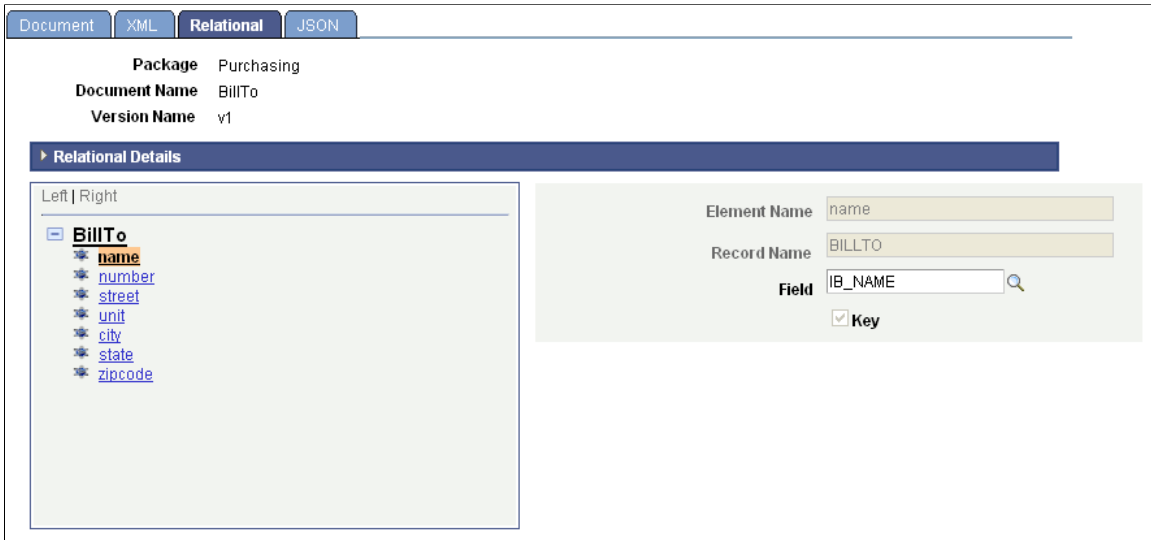 Document XML Relational JSON
Package Purchasing
Document Name BillTo
Version Name v1
Relational Details
Left | Right
BillTo
name
number
street
unit
city
state
zipcode
Element Name name
Record Name BILLTO
Field IB_NAME
Key